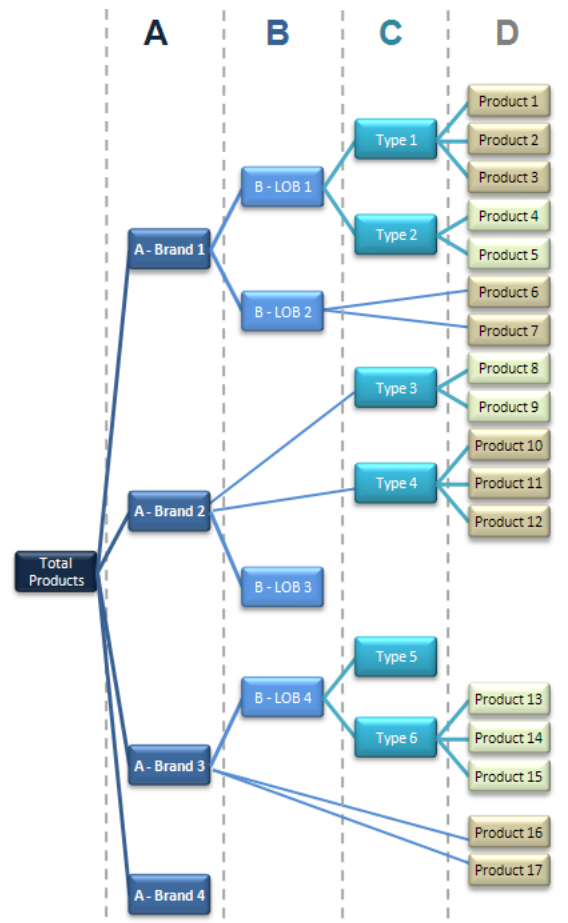 A B C D
Product 1
Type 1
Product 2
Product 3
B - LOB 1
Product 4
Type 2
A - Brand 1
Product 5
Product 6
B - LOB 2
Product 7
Product 8
Type 3
Product 9
Product 10
Type 4
Product 11
A - Brand 2
Product 12
Total
Products
B - LOB 3
Type 5
B - LOB 4
Product 13
Type 6
Product 14
A - Brand 3
Product 15
Product 16
Product 17
A - Brand 4